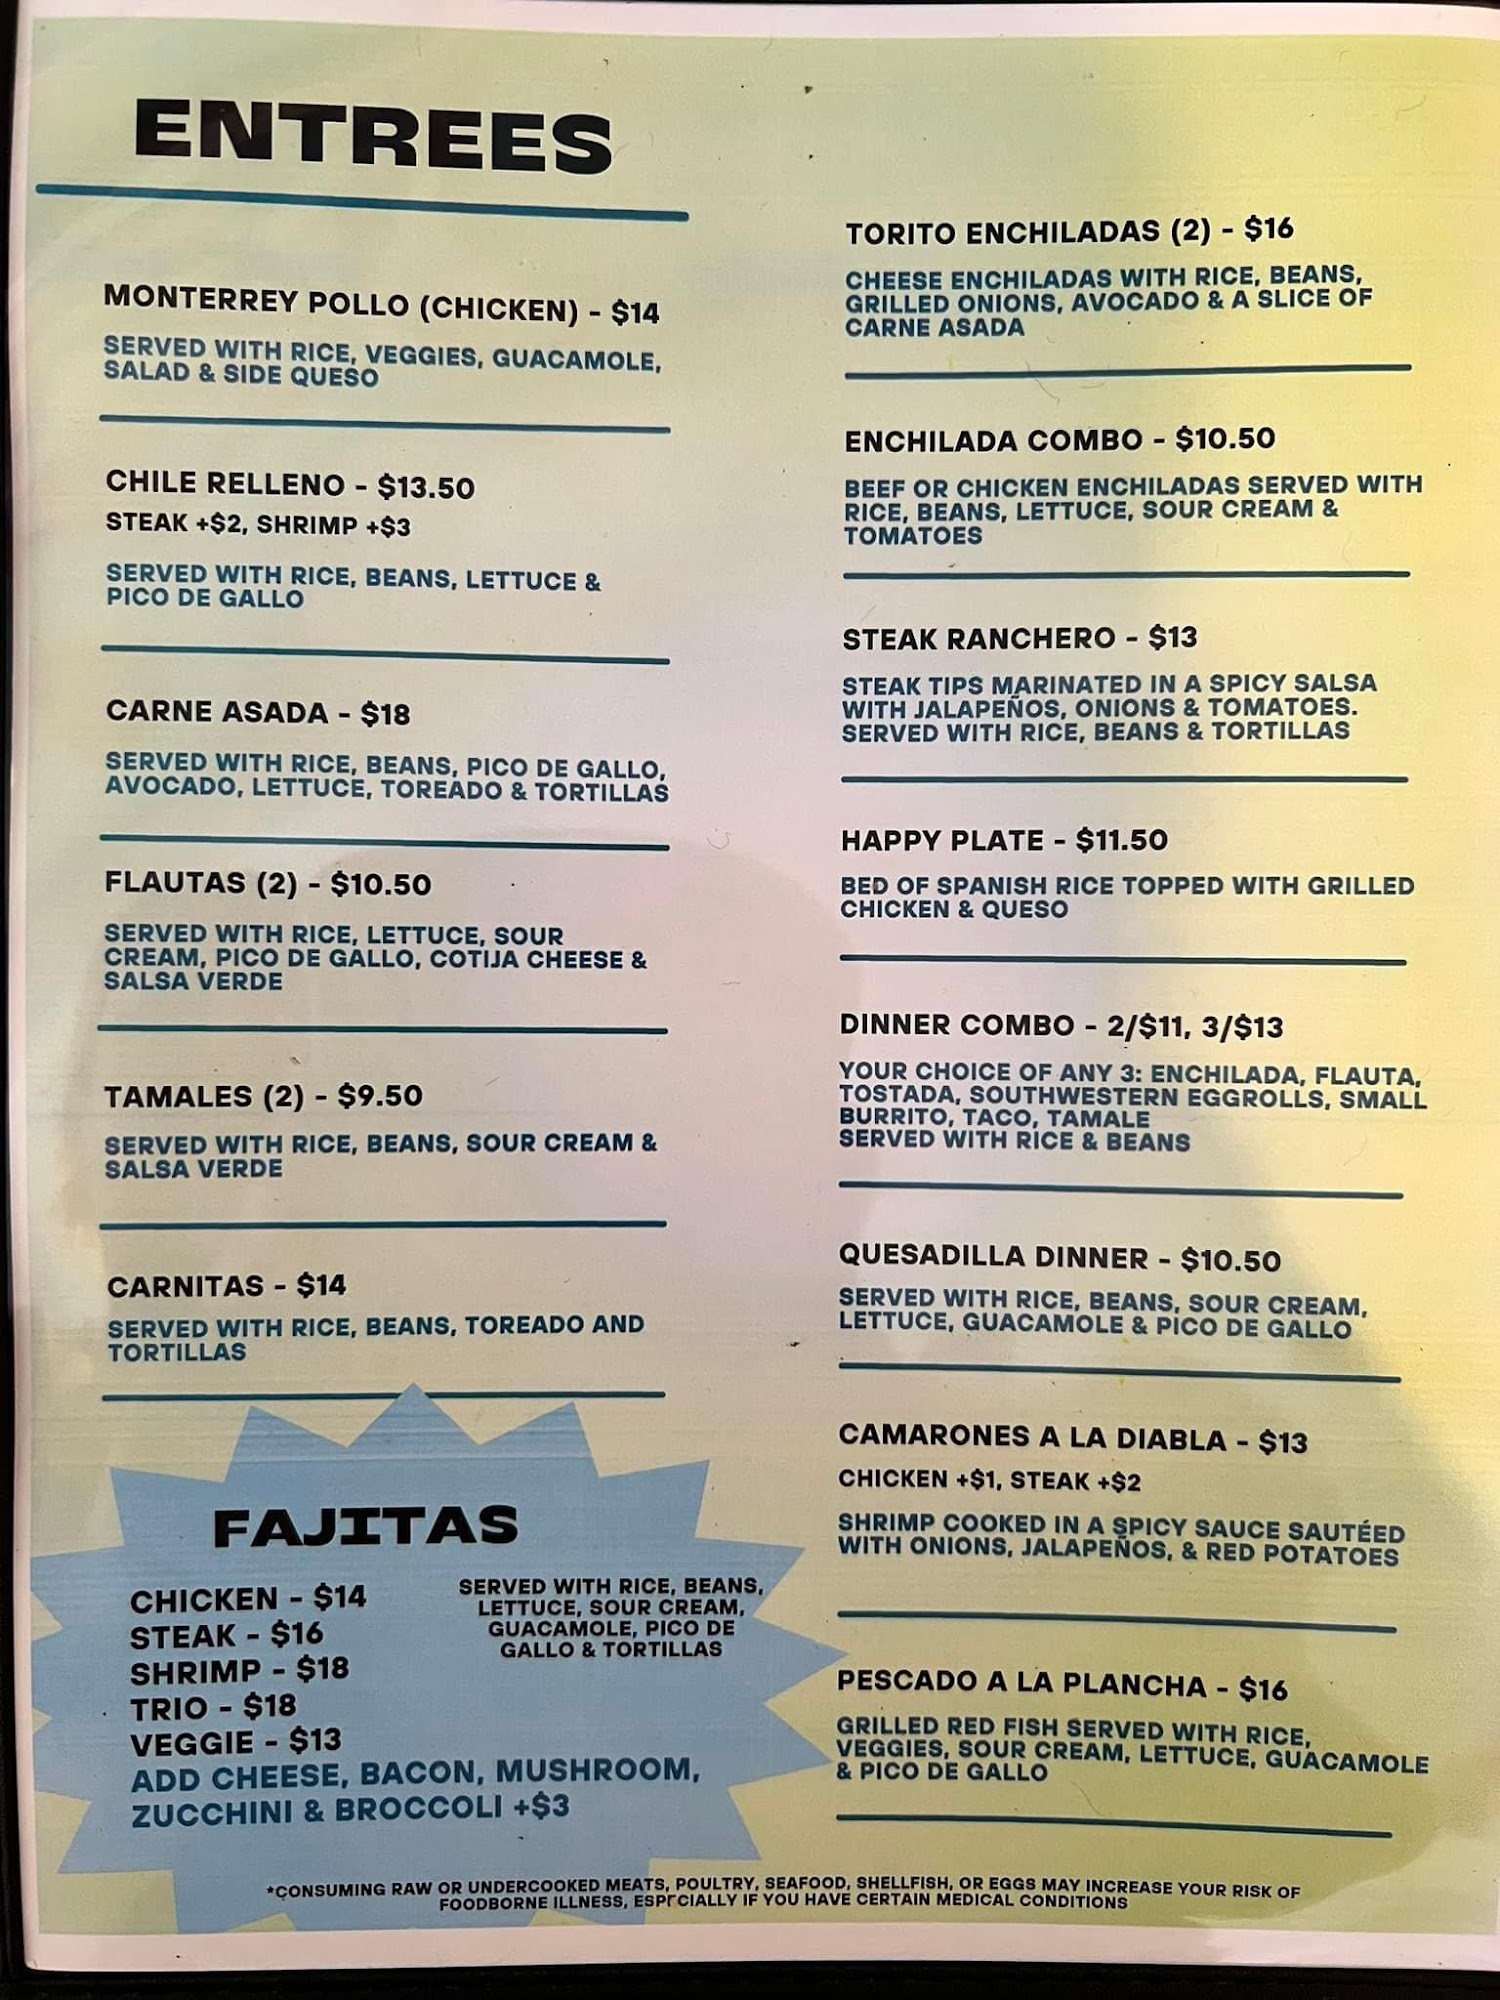 ENTREES
MONTERREY POLLO (CHICKEN) - $14
SERVED WITH RICE, VEGGIES, GUACAMOLE,
SALAD & SIDE QUESO
CHILE RELLENO - $13.50
STEAK +$2, SHRIMP +$3
SERVED WITH RICE, BEANS, LETTUCE &
PICO DE GALLO
CARNE ASADA - $18
SERVED WITH RICE, BEANS, PICO DE GALLO,
AVOCADO, LETTUCE, TOREADO & TORTILLAS
FLAUTAS (2) - $10.50
SERVED WITH RICE, LETTUCE, SOUR
CREAM, PICO DE GALLO, COTIJA CHEESE &
SALSA VERDE
TAMALES (2) - $9.50
SERVED WITH RICE, BEANS, SOUR CREAM &
SALSA VERDE
CARNITAS - $14
SERVED WITH RICE, BEANS, TOREADO AND
TORTILLAS
FAJITAS
CHICKEN - $14
STEAK - $16
SHRIMP - $18
TRIO - $18
VEGGIE - $13
SERVED WITH RICE, BEANS,
LETTUCE, SOUR CREAM,
GUACAMOLE, PICO DE
GALLO & TORTILLAS
ADD CHEESE, BACON, MUSHROOM,
ZUCCHINI & BROCCOLI +$3
TORITO ENCHILADAS (2) - $16
CHEESE ENCHILADAS WITH RICE, BEANS,
GRILLED ONIONS, AVOCADO & A SLICE OF
CARNE ASADA
ENCHILADA COMBO - $10.50
BEEF OR CHICKEN ENCHILADAS SERVED WITH
RICE, BEANS, LETTUCE, SOUR CREAM &
TOMATOES
STEAK RANCHERO - $13
STEAK TIPS MARINATED IN A SPICY SALSA
WITH JALAPEÑOS, ONIONS & TOMATOES.
SERVED WITH RICE, BEANS & TORTILLAS
HAPPY PLATE - $11.50
BED OF SPANISH RICE TOPPED WITH GRILLED
CHICKEN & QUESO
DINNER COMBO - 2/$11, 3/$13
YOUR CHOICE OF ANY 3: ENCHILADA, FLAUTA,
TOSTADA, SOUTHWESTERN EGGROLLS, SMALL
BURRITO, TACO, TAMALE
SERVED WITH RICE & BEANS
QUESADILLA DINNER - $10.50
SERVED WITH RICE, BEANS, SOUR CREAM,
LETTUCE, GUACAMOLE & PICO DE GALLO
CAMARONES A LA DIABLA - $13
CHICKEN +$1, STEAK +$2
SHRIMP COOKED IN A SPICY SAUCE SAUTÉED
WITH ONIONS, JALAPEÑOS, & RED POTATOES
PESCADO A LA PLANCHA - $16
GRILLED RED FISH SERVED WITH RICE,
VEGGIES, SOUR CREAM, LETTUCE, GUACAMOLE
& PICO DE GALLO
*CONSUMING RAW OR UNDERCOOKED MEATS, POULTRY, SEAFOOD, SHELLFISH, OR EGGS MAY INCREASE YOUR RISK OF
FOODBORNE ILLNESS, ESPECIALLY IF YOU HAVE CERTAIN MEDICAL CONDITIONS